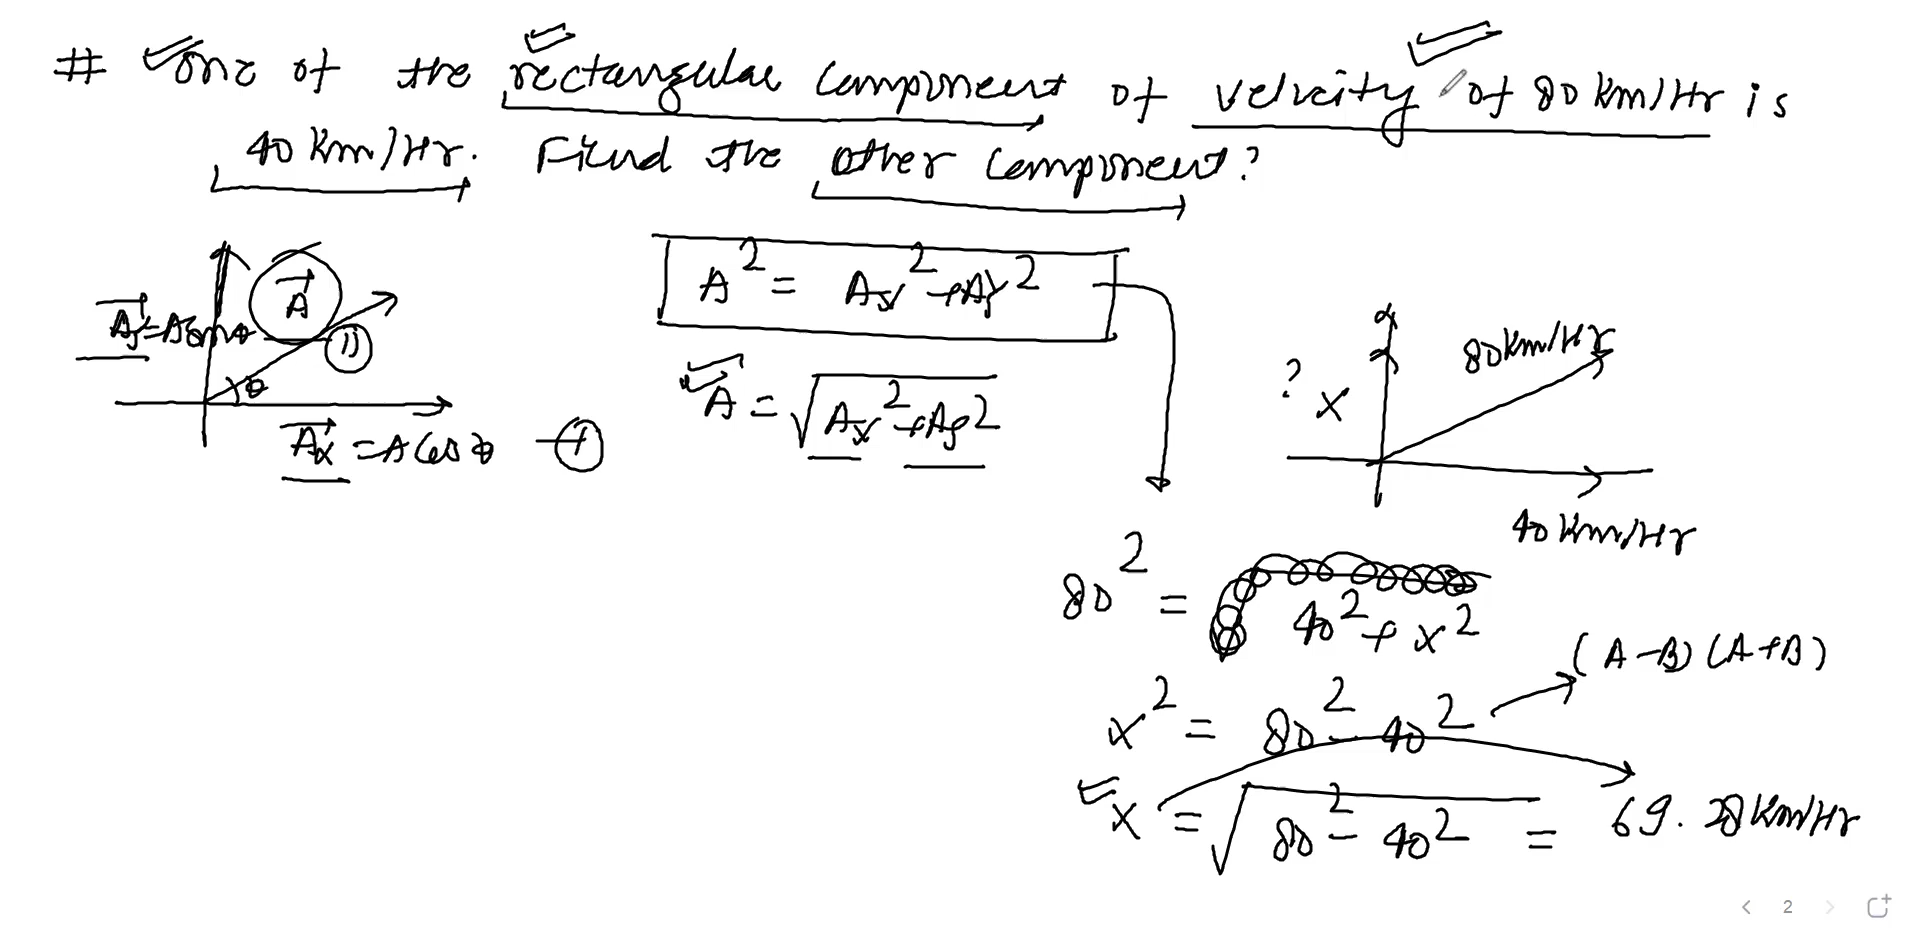 # One of the rectangular component of velocity of 80 km/Hr is
40 km/Hr. Find the other component?
A² = Ax² + Ay²
A = √Ax² + Ay²
Ay = A sin θ
A
II
θ
Ax = A cos θ — I
80 km/Hr
? x
40 km/Hr
80² = 40² + x²
x² = 80² - 40²
(A - B) (A + B)
x = √80² - 40² = 69.28 km/Hr
2